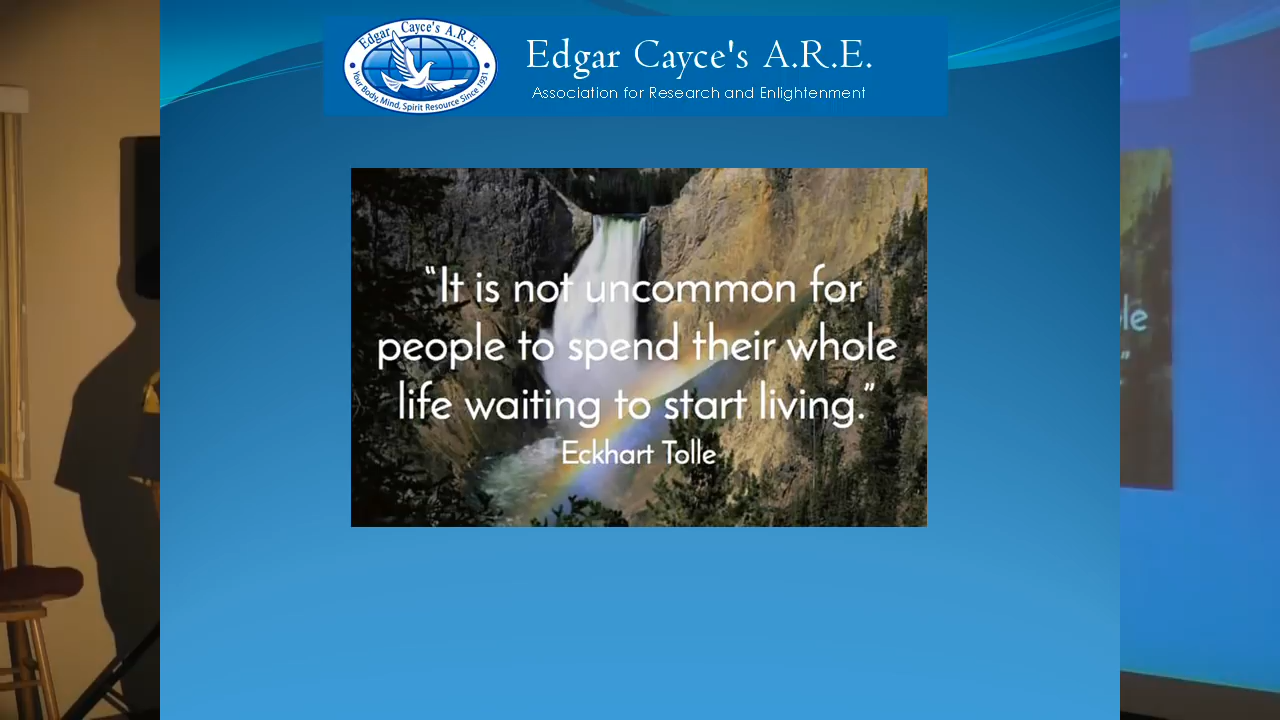 Edgar Cayce's A.R.E.
Your Body, Mind, Spirit Resource Since 1931
Edgar Cayce's A.R.E.
Association for Research and Enlightenment
“It is not uncommon for
people to spend their whole
life waiting to start living.”
Eckhart Tolle
le
”